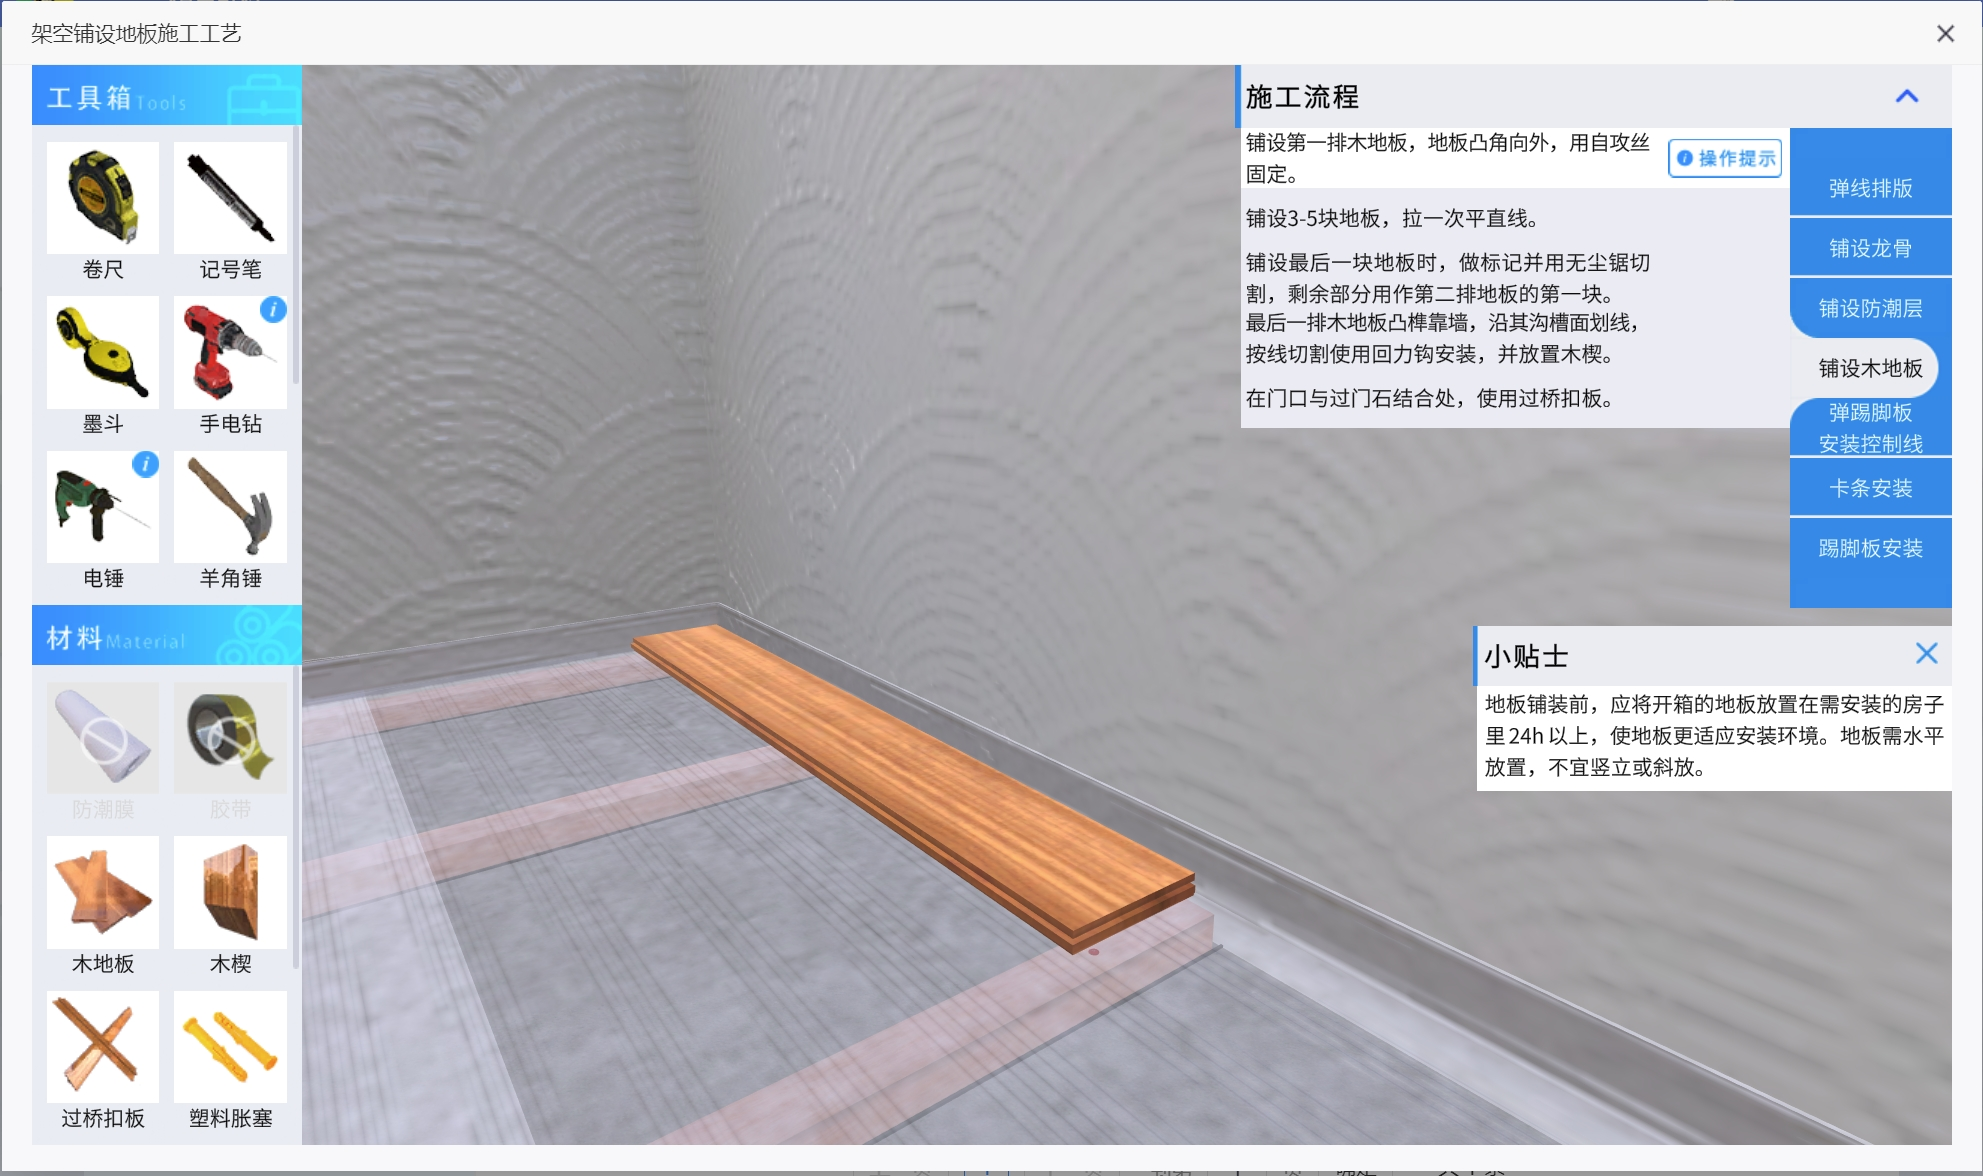 架空铺设地板施工工艺
工具箱 Tools
卷尺
记号笔
墨斗
手电钻
电锤
羊角锤
材料 Material
防潮膜
胶带
木地板
木楔
过桥扣板
塑料胀塞
施工流程
铺设第一排木地板，地板凸角向外，用自攻丝
固定。
操作提示
铺设3-5块地板，拉一次平直线。
铺设最后一块地板时，做标记并用无尘锯切
割，剩余部分用作第二排地板的第一块。
最后一排木地板凸榫靠墙，沿其沟槽面划线，
按线切割使用回力钩安装，并放置木楔。
在门口与过门石结合处，使用过桥扣板。
弹线排版
铺设龙骨
铺设防潮层
铺设木地板
弹踢脚板
安装控制线
卡条安装
踢脚板安装
小贴士
地板铺装前，应将开箱的地板放置在需安装的房子
里24h以上，使地板更适应安装环境。地板需水平
放置，不宜竖立或斜放。